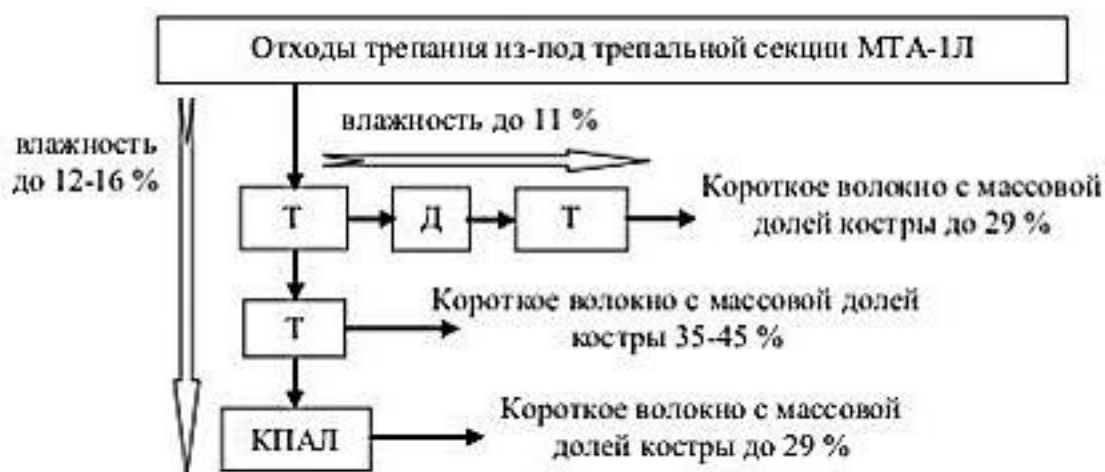 Отходы трепания из-под трепальной секции МТА-1Л
влажность до 11 %
влажность
до 12-16 %
Т
Д
Т
Короткое волокно с массовой
долей костры до 29 %
Т
Короткое волокно с массовой долей
костры 35-45 %
КПАЛ
Короткое волокно с массовой
долей костры до 29 %